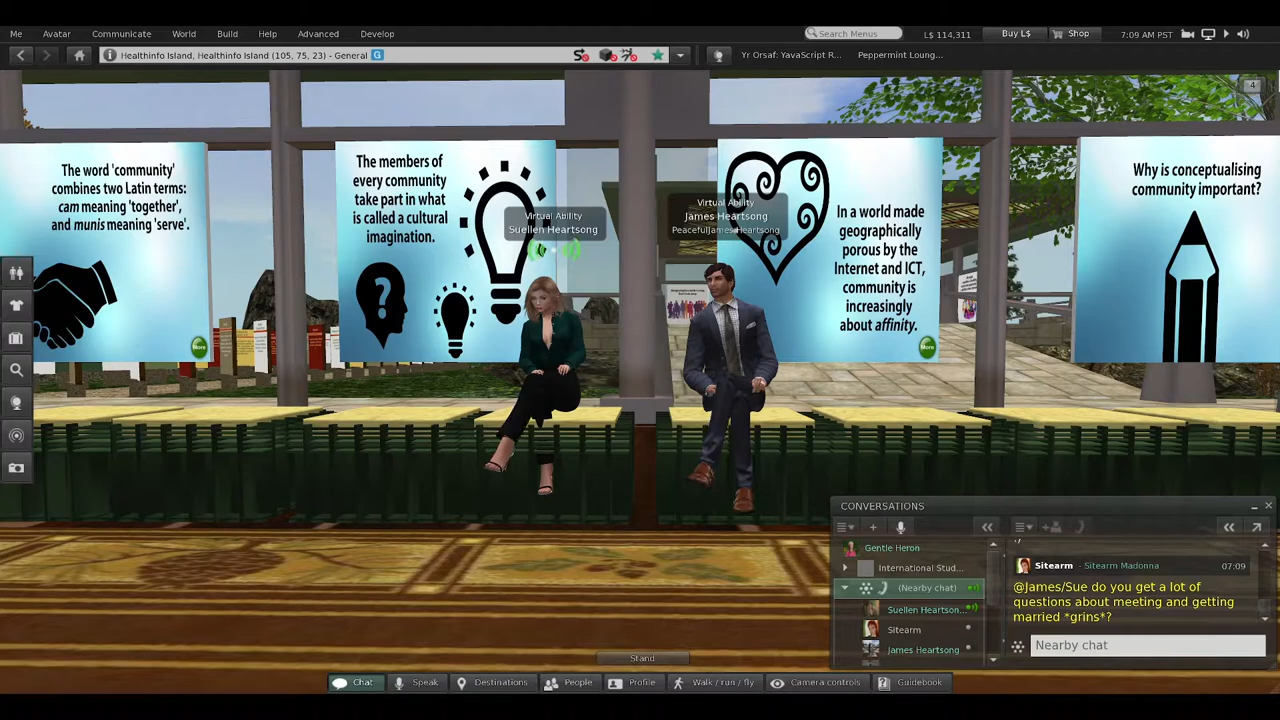 Me Avatar Communicate World Build Help Advanced Develop
Search Menus
L$ 114,311
Buy L$
Shop
7:09 AM PST
Healthinfo Island, Healthinfo Island (105, 75, 23) - General G
Yr Orsaf: YavaScript R...
Peppermint Loung...
4
The word 'community'
combines two Latin terms:
cam meaning 'together',
and munis meaning 'serve'.
More
The members of
every community
take part in what
is called a cultural
imagination.
?
Virtual Ability
Suellen Heartsong
Virtual Ability
James Heartsong
PeacefulJames Heartsong
In a world made
geographically
porous by the
Internet and ICT,
community is
increasingly
about affinity.
More
Why is conceptualising
community important?
CONVERSATIONS
Gentle Heron
International Stud...
(Nearby chat)
Suellen Heartson...
Sitearm
James Heartsong
Sitearm - Sitearm Madonna 07:09
@James/Sue do you get a lot of
questions about meeting and getting
married *grins*?
Nearby chat
Stand
Chat Speak Destinations People Profile Walk / run / fly Camera controls Guidebook